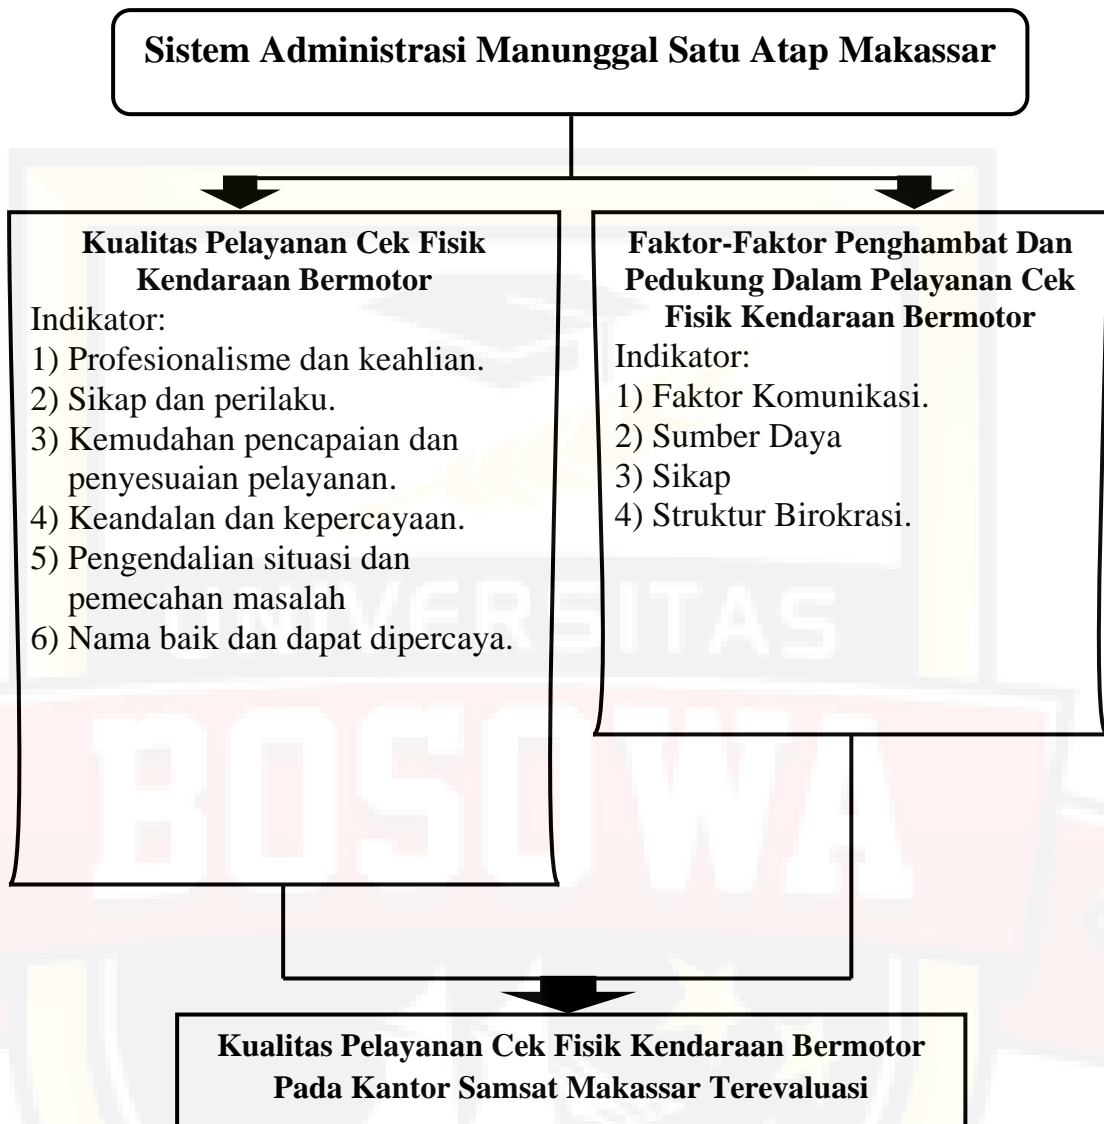 Sistem Administrasi Manunggal Satu Atap Makassar
Kualitas Pelayanan Cek Fisik
Kendaraan Bermotor
Indikator:
1) Profesionalisme dan keahlian.
2) Sikap dan perilaku.
3) Kemudahan pencapaian dan
penyesuaian pelayanan.
4) Keandalan dan kepercayaan.
5) Pengendalian situasi dan
pemecahan masalah
6) Nama baik dan dapat dipercaya.
Faktor-Faktor Penghambat Dan
Pedukung Dalam Pelayanan Cek
Fisik Kendaraan Bermotor
Indikator:
1) Faktor Komunikasi.
2) Sumber Daya
3) Sikap
4) Struktur Birokrasi.
UNIVERSITAS
BOSOWA
Kualitas Pelayanan Cek Fisik Kendaraan Bermotor
Pada Kantor Samsat Makassar Terevaluasi